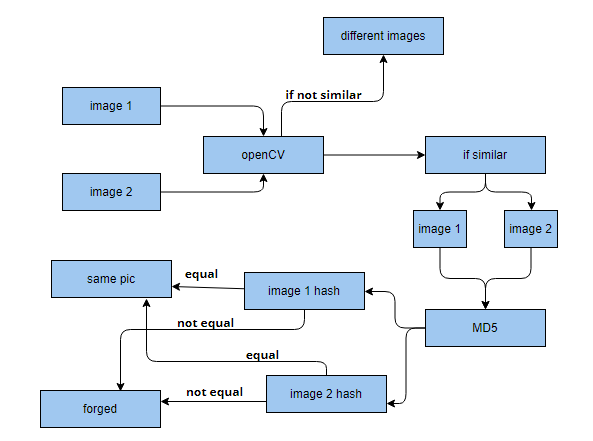 different images
if not similar
image 1
openCV
if similar
image 2
image 1
image 2
same pic
equal
image 1 hash
not equal
MD5
equal
forged
not equal
image 2 hash